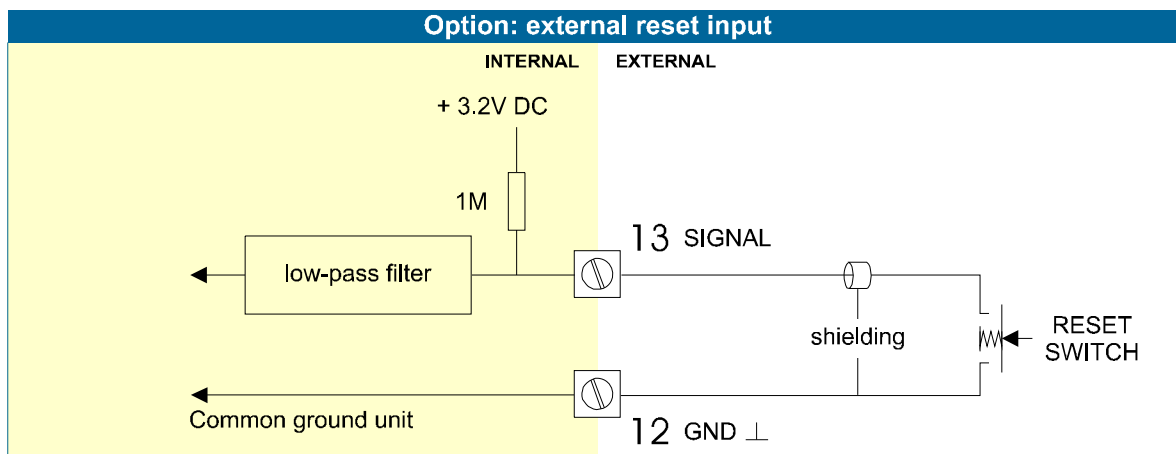 Option: external reset input
INTERNAL
EXTERNAL
+ 3.2V DC
1M
13 SIGNAL
low-pass filter
shielding
RESET
SWITCH
Common ground unit
12 GND ⊥